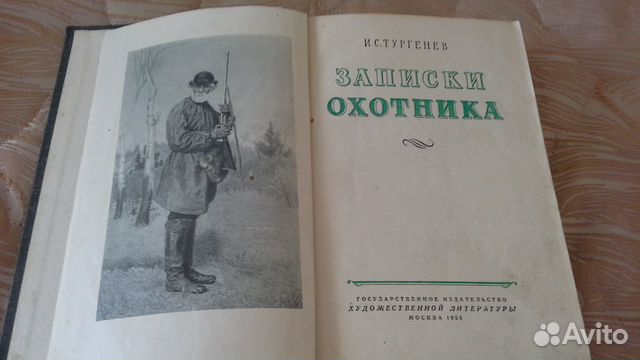 И.С.ТУРГЕНЕВ
ЗАПИСКИ
ОХОТНИКА
ГОСУДАРСТВЕННОЕ ИЗДАТЕЛЬСТВО
ХУДОЖЕСТВЕННОЙ ЛИТЕРАТУРЫ
МОСКВА 1954
Avito